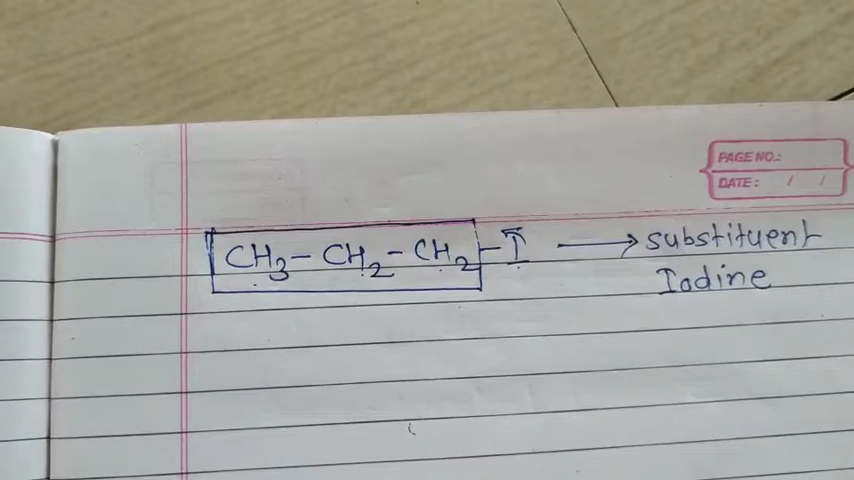 PAGE NO.:
DATE: / /
CH₃ - CH₂ - CH₂ - I → substituent
Iodine